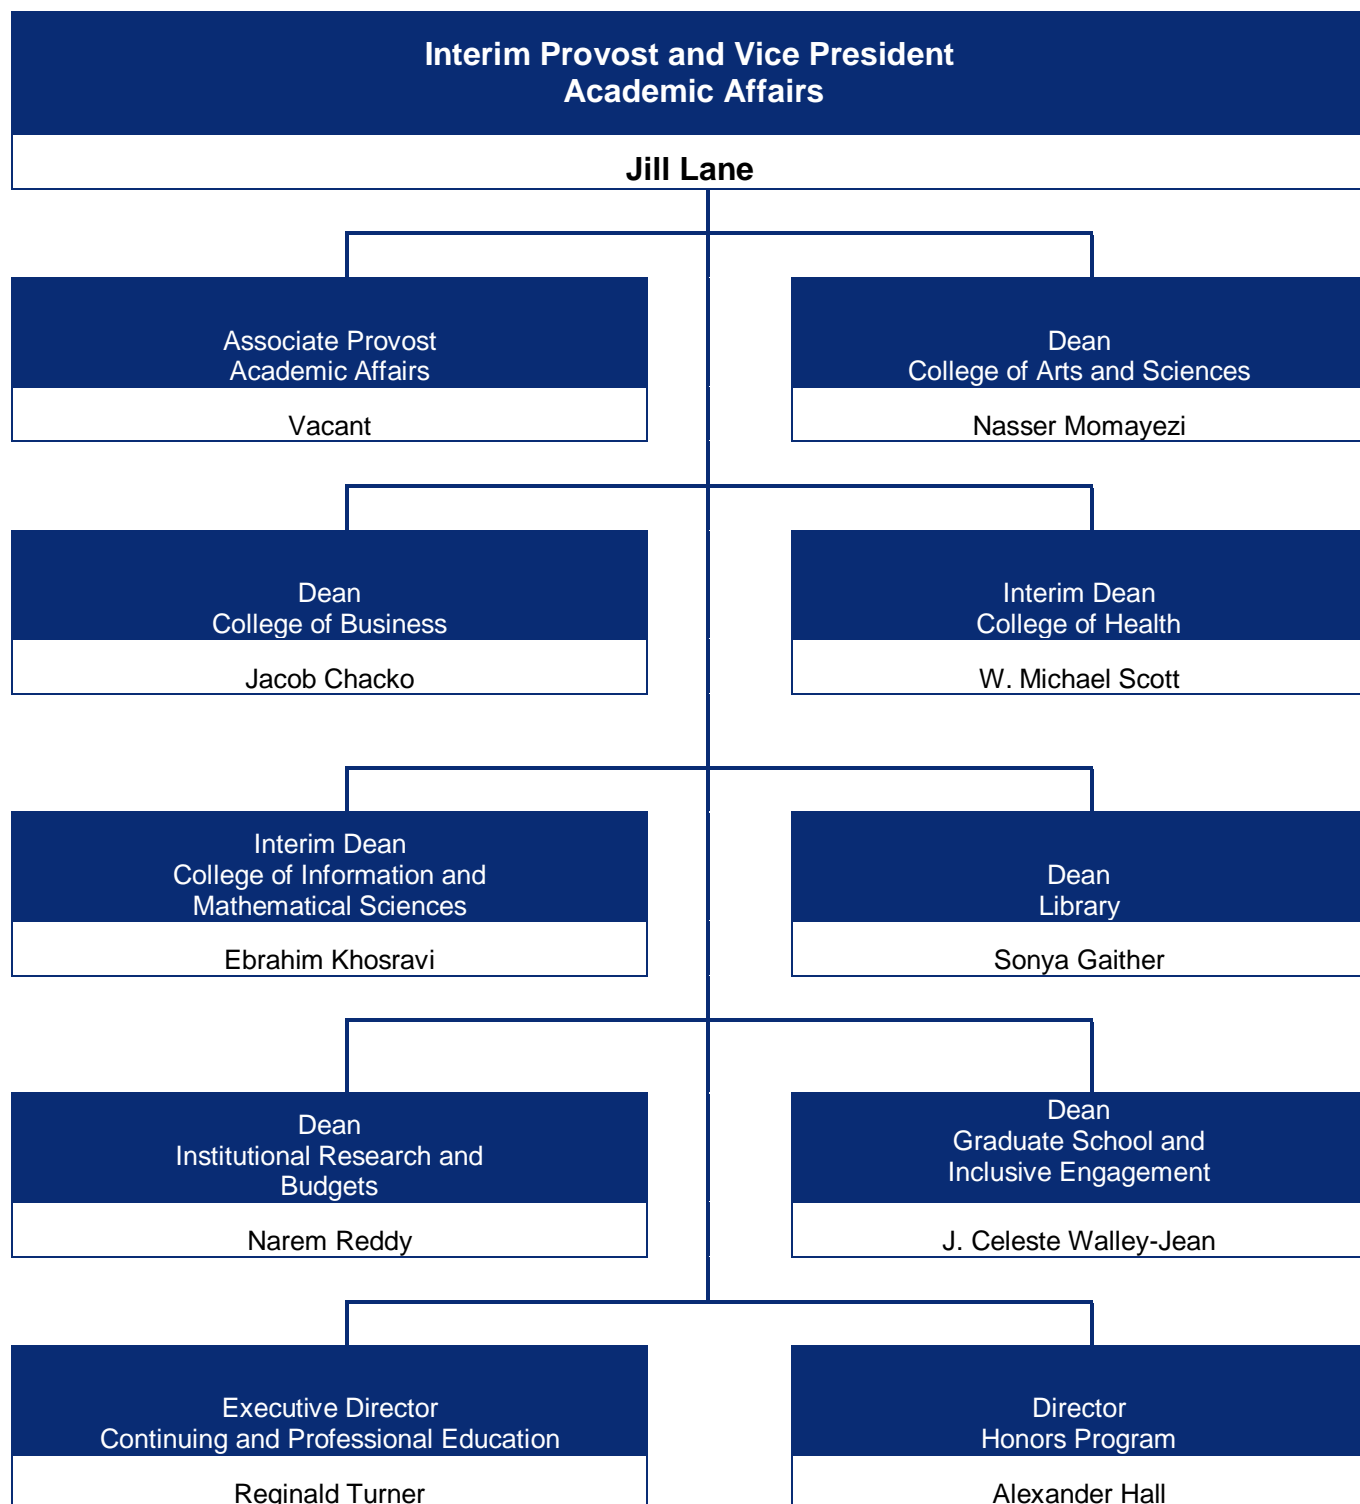 Interim Provost and Vice President
Academic Affairs
Jill Lane
Associate Provost
Academic Affairs
Vacant
Dean
College of Arts and Sciences
Nasser Momayezi
Dean
College of Business
Jacob Chacko
Interim Dean
College of Health
W. Michael Scott
Interim Dean
College of Information and
Mathematical Sciences
Ebrahim Khosravi
Dean
Library
Sonya Gaither
Dean
Institutional Research and
Budgets
Narem Reddy
Dean
Graduate School and
Inclusive Engagement
J. Celeste Walley-Jean
Executive Director
Continuing and Professional Education
Reginald Turner
Director
Honors Program
Alexander Hall